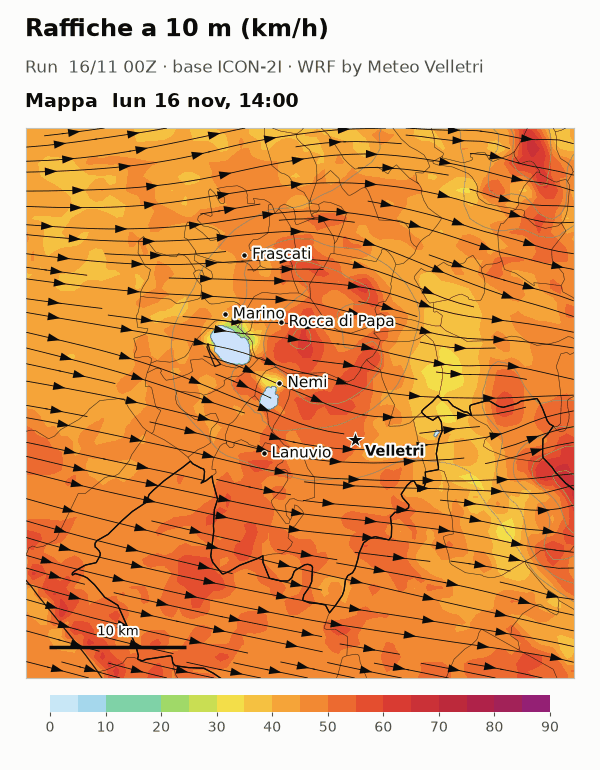 Raffiche a 10 m (km/h)
Run  16/11 00Z · base ICON-2I · WRF by Meteo Velletri
Mappa  lun 16 nov, 14:00
Frascati
Marino
Rocca di Papa
Nemi
Velletri
Lanuvio
10 km
0 10 20 30 40 50 60 70 80 90